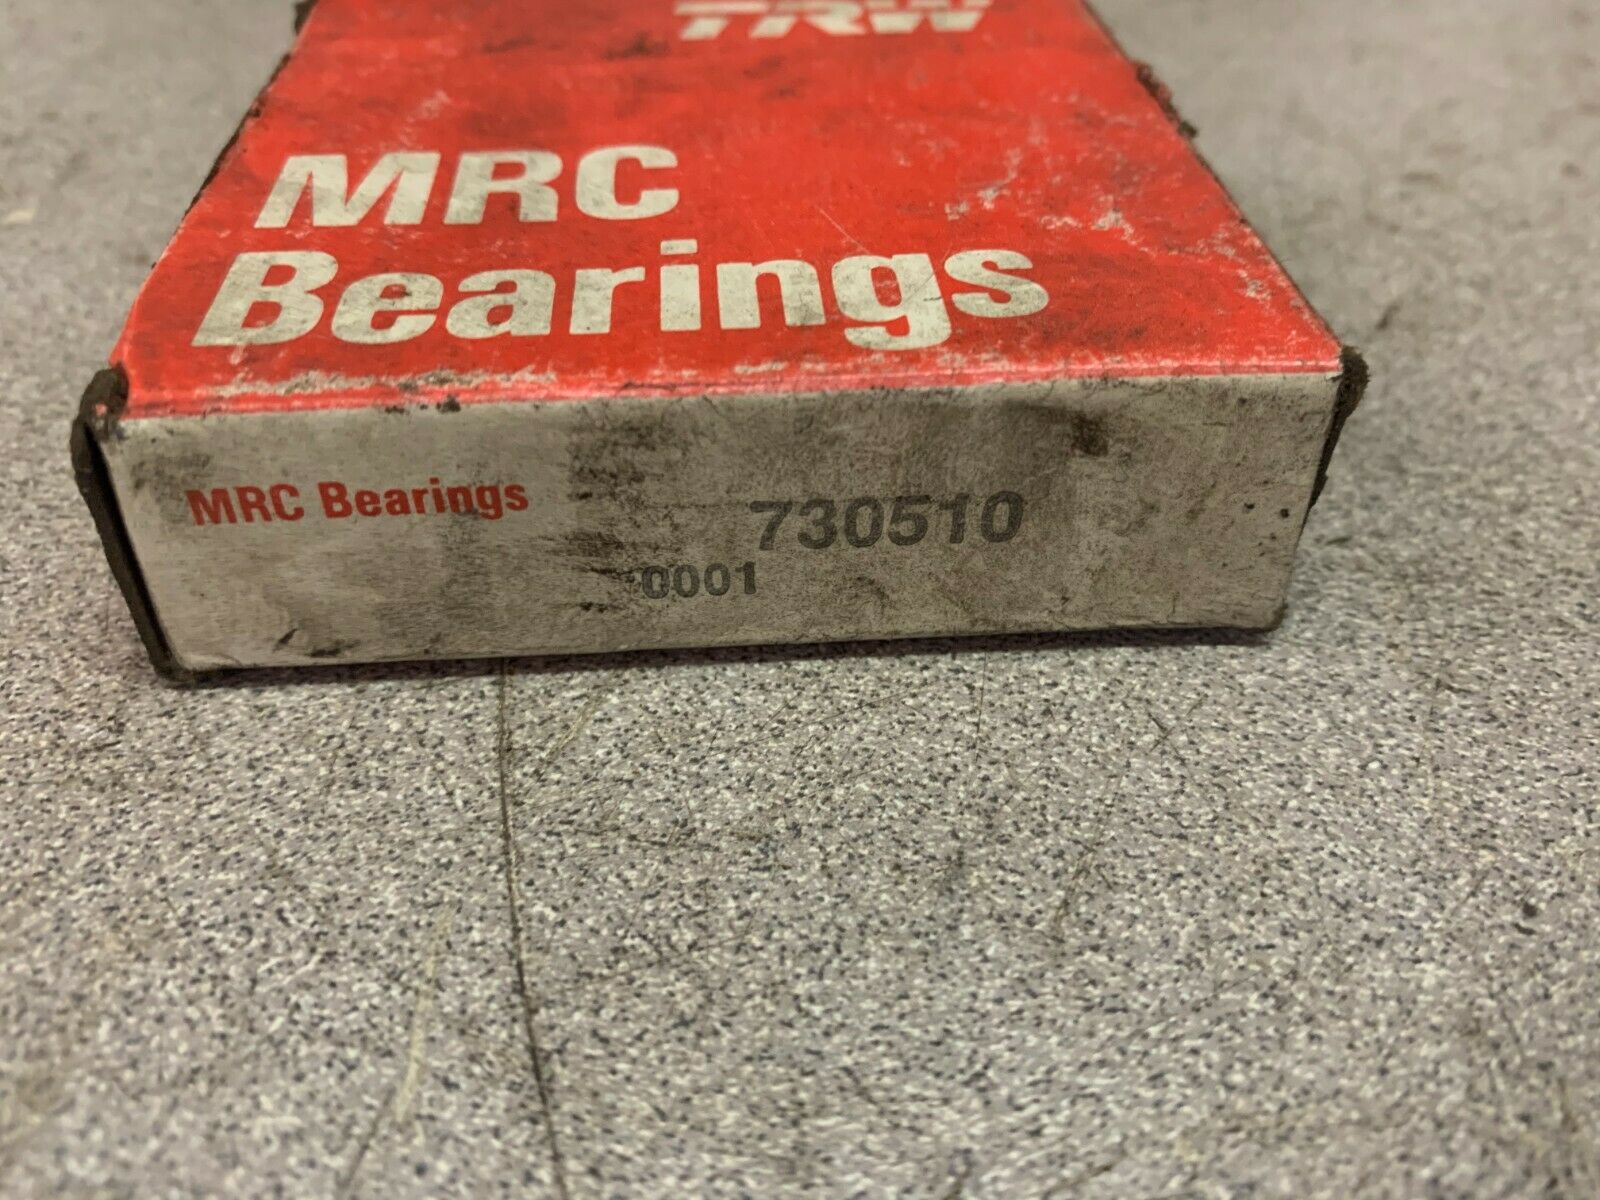 TRW
MRC
Bearings
MRC Bearings
730510
0001